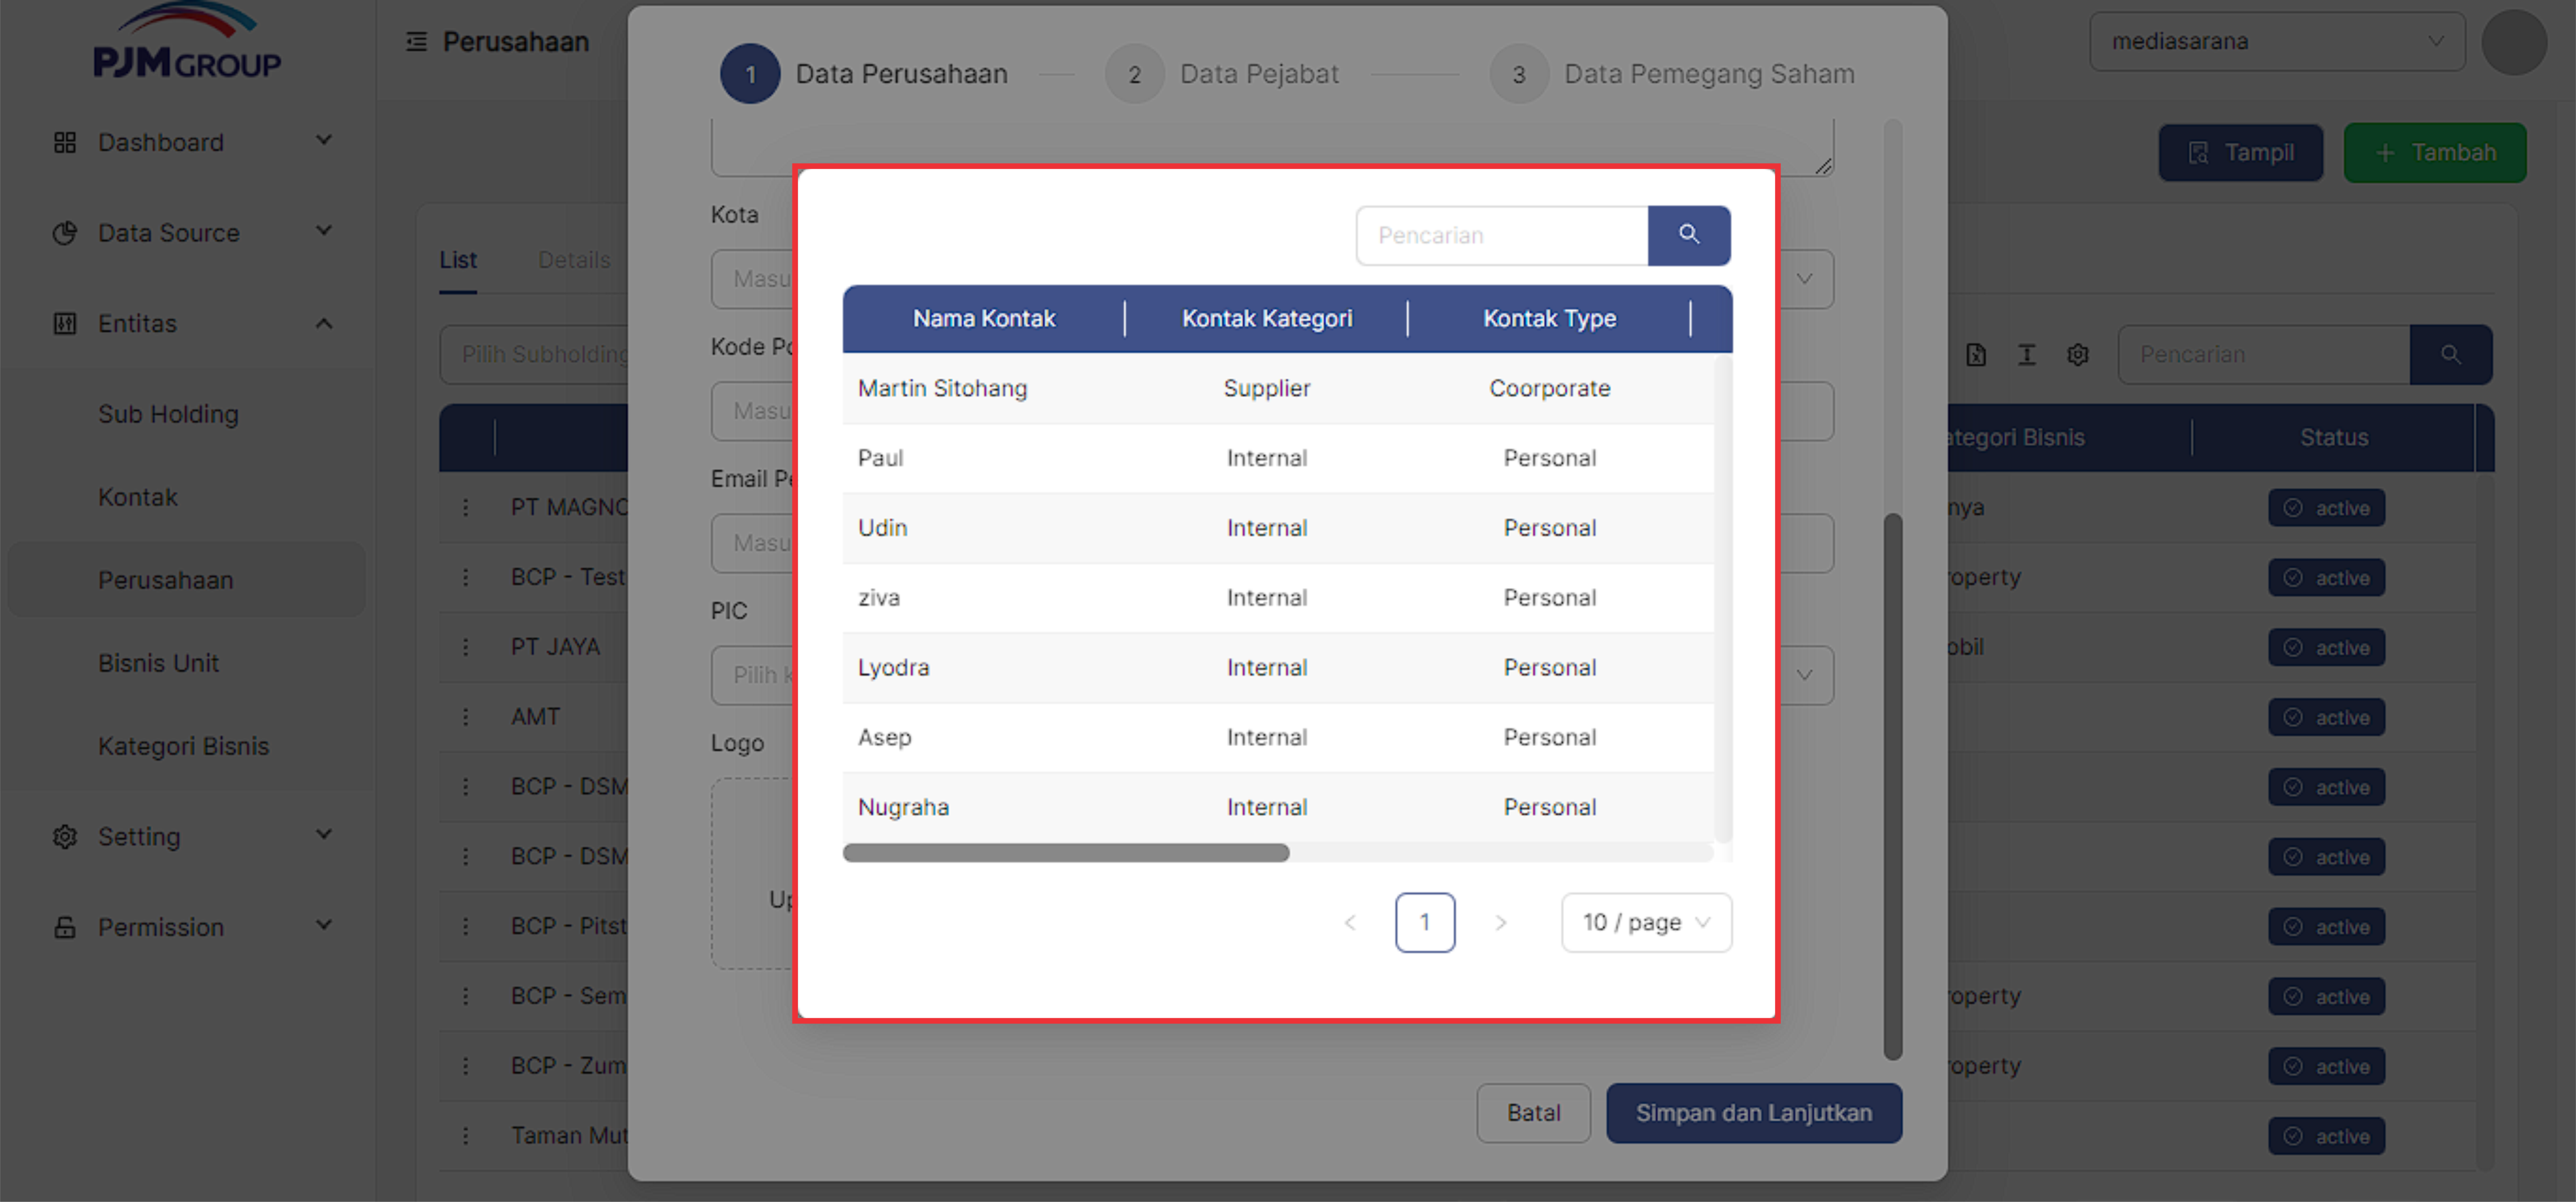 PJM GROUP
Dashboard
Data Source
Entitas
Sub Holding
Kontak
Perusahaan
Bisnis Unit
Kategori Bisnis
Setting
Permission
Perusahaan
mediasarana
Tampil
+ Tambah
List
Details
Pilih Subholding
Pencarian
ategori Bisnis
Status
PT MAGNO
nya
active
BCP - Test
roperty
active
PT JAYA
obil
active
AMT
active
BCP - DSM
active
BCP - DSM
active
BCP - Pitst
active
BCP - Sem
roperty
active
BCP - Zum
operty
active
Taman Mut
active
1 Data Perusahaan
2 Data Pejabat
3 Data Pemegang Saham
Kota
Masu
Kode Po
Masu
Email Pe
Masu
PIC
Pilih k
Logo
Up
Batal
Simpan dan Lanjutkan
Pencarian
Nama Kontak Kontak Kategori Kontak Type
Martin Sitohang Supplier Coorporate
Paul Internal Personal
Udin Internal Personal
ziva Internal Personal
Lyodra Internal Personal
Asep Internal Personal
Nugraha Internal Personal
< 1 > 10 / page